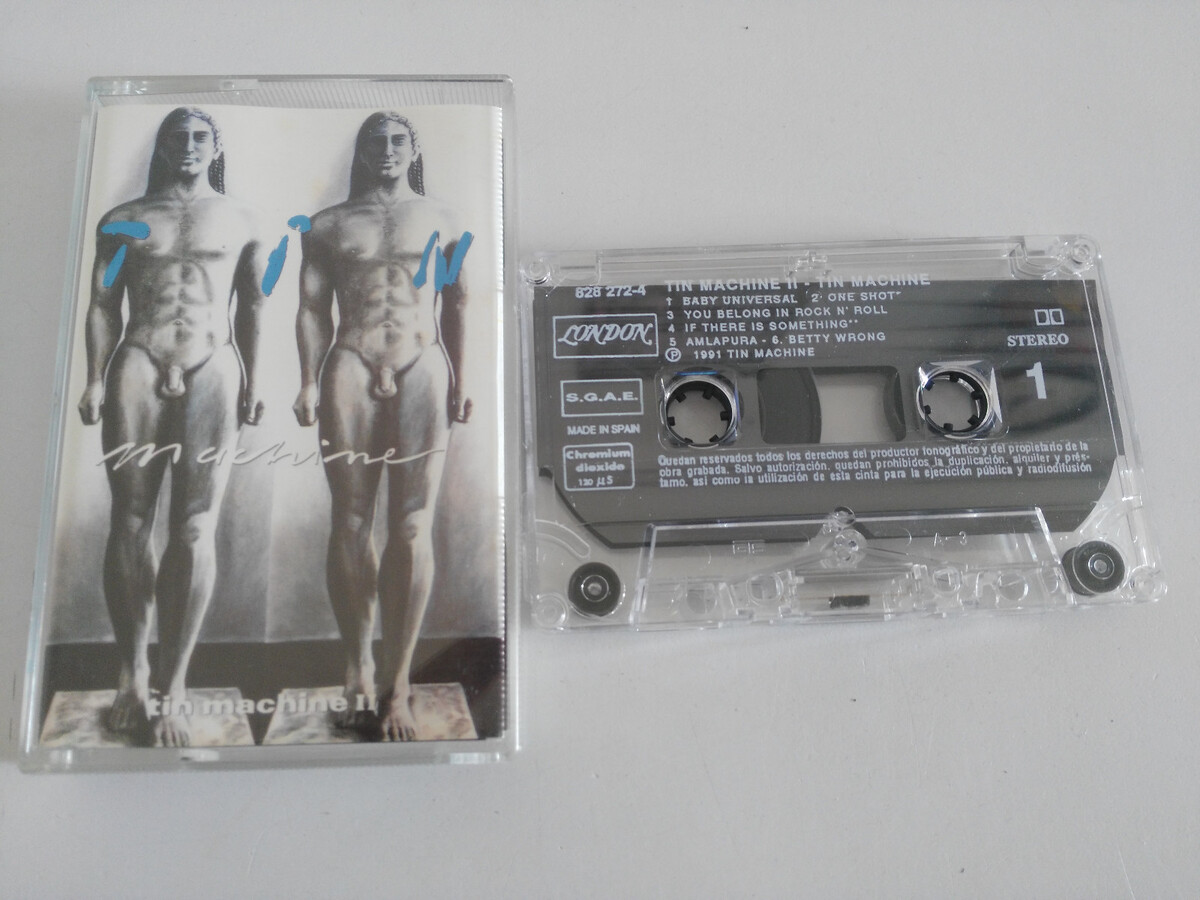 TIN
machine
tin machine II
828 272-4
TIN MACHINE II - TIN MACHINE
1 BABY UNIVERSAL '2' ONE SHOT"
3 YOU BELONG IN ROCK N' ROLL
4 IF THERE IS SOMETHING**
5 AMLAPURA - 6. BETTY WRONG
℗ 1991 TIN MACHINE
LONDON
STEREO
1
S.G.A.E.
MADE IN SPAIN
Chromium
dioxide
120 µS
Quedan reservados todos los derechos del productor fonográfico y del propietario de la
obra grabada. Salvo autorización, quedan prohibidos la duplicación, alquiler y prés-
tamo, así como la utilización de esta cinta para la ejecución pública y radiodifusión
A-3